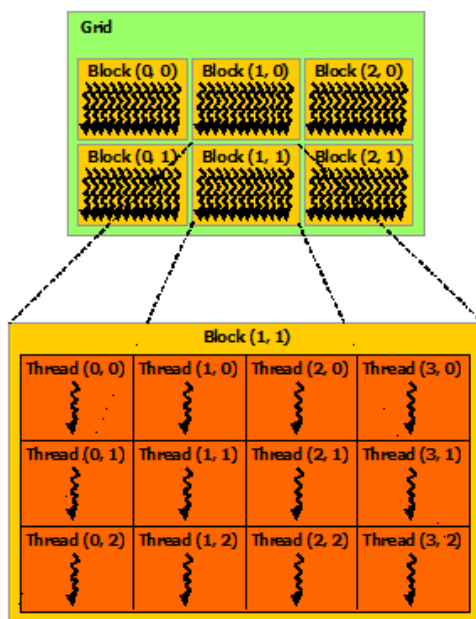 Grid
Block (0, 0) Block (1, 0) Block (2, 0)
Block (0, 1) Block (1, 1) Block (2, 1)
Block (1, 1)
Thread (0, 0) Thread (1, 0) Thread (2, 0) Thread (3, 0)
Thread (0, 1) Thread (1, 1) Thread (2, 1) Thread (3, 1)
Thread (0, 2) Thread (1, 2) Thread (2, 2) Thread (3, 2)